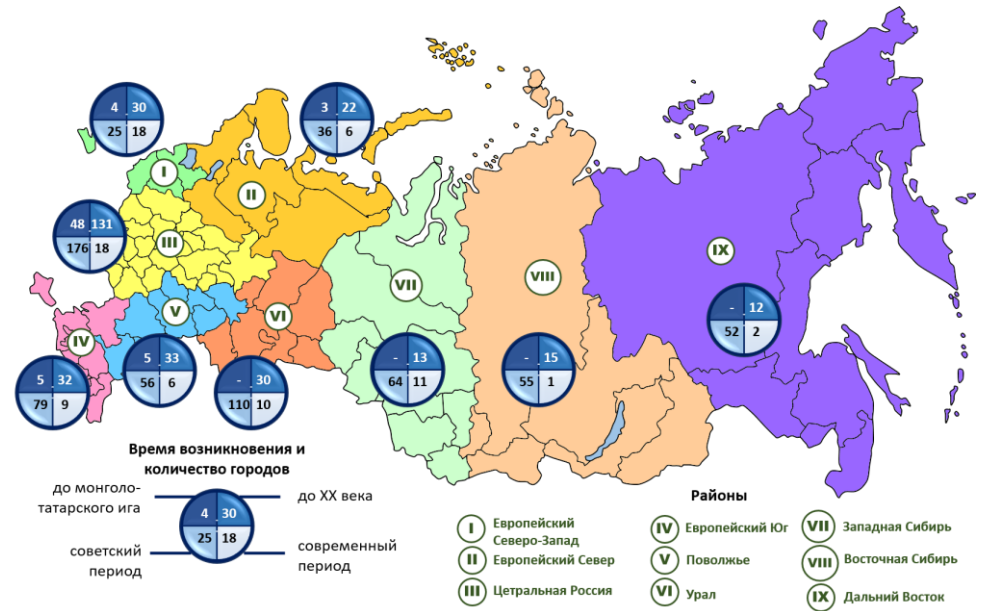 4 30
25 18
3 22
36 6
I
II
48 131
176 18
III
IX
VII
VIII
- 12
52 2
V
VI
IV
5 32
79 9
5 33
56 6
- 30
110 10
- 13
64 11
- 15
55 1
Время возникновения и
количество городов
до монголо-
татарского ига
до XX века
4 30
25 18
советский
период
современный
период
Районы
I Европейский
Северо-Запад
II Европейский Север
III Цетральная Россия
IV Европейский Юг
V Поволжье
VI Урал
VII Западная Сибирь
VIII Восточная Сибирь
IX Дальний Восток